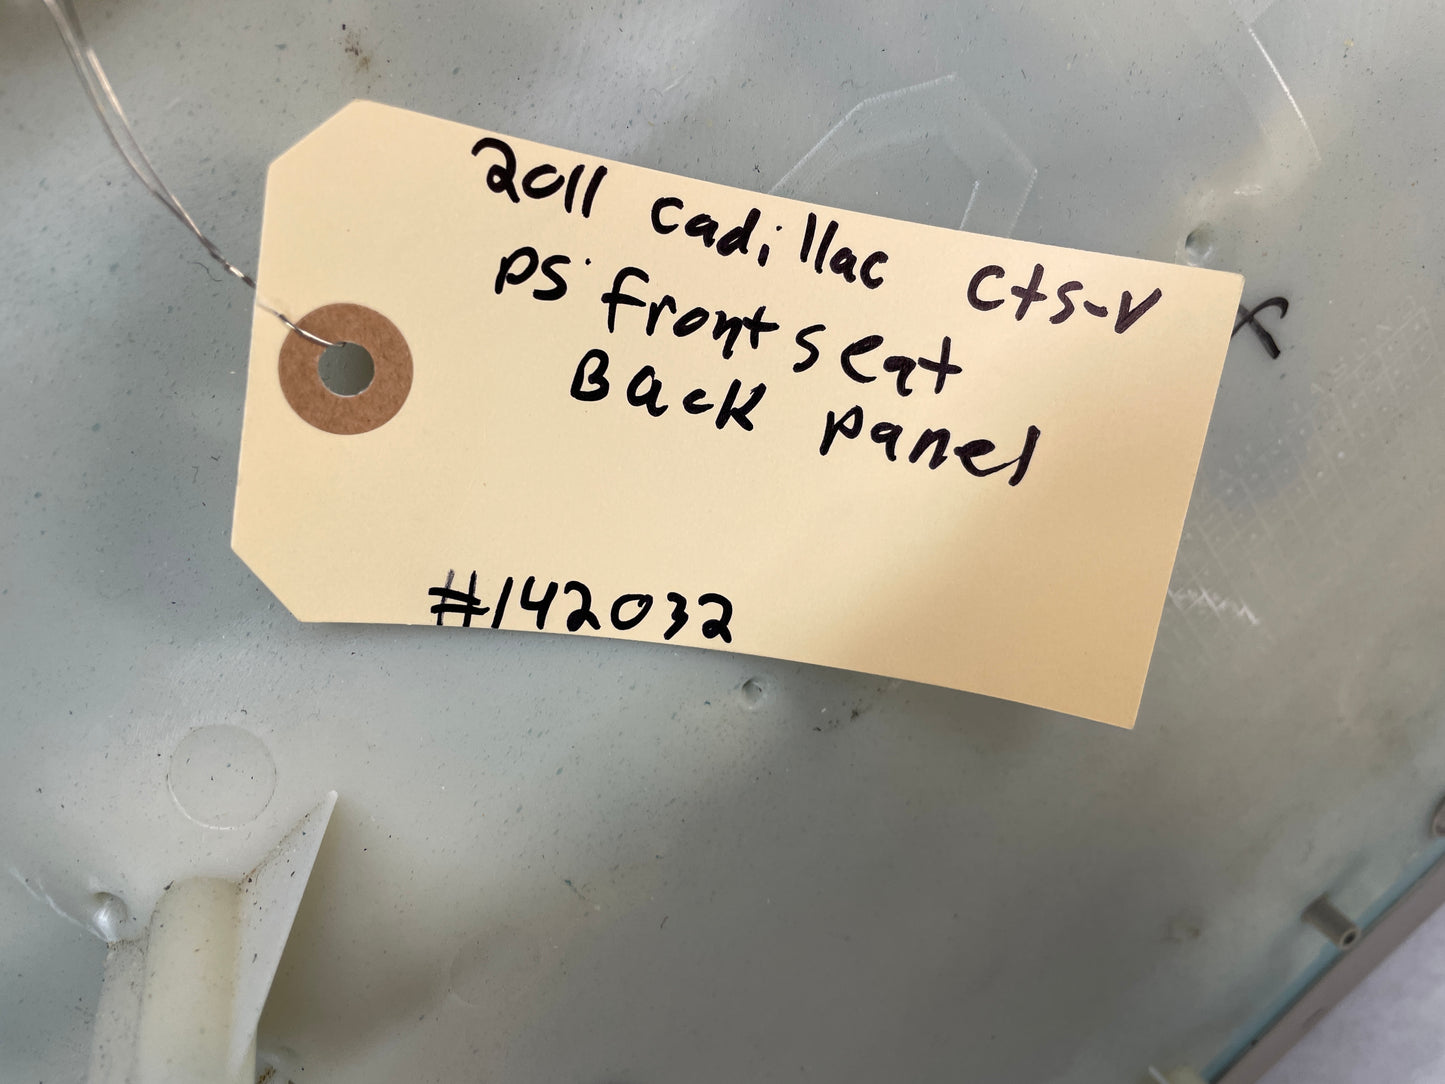 2011 cadillac cts-v
PS front seat
Back panel
#142032